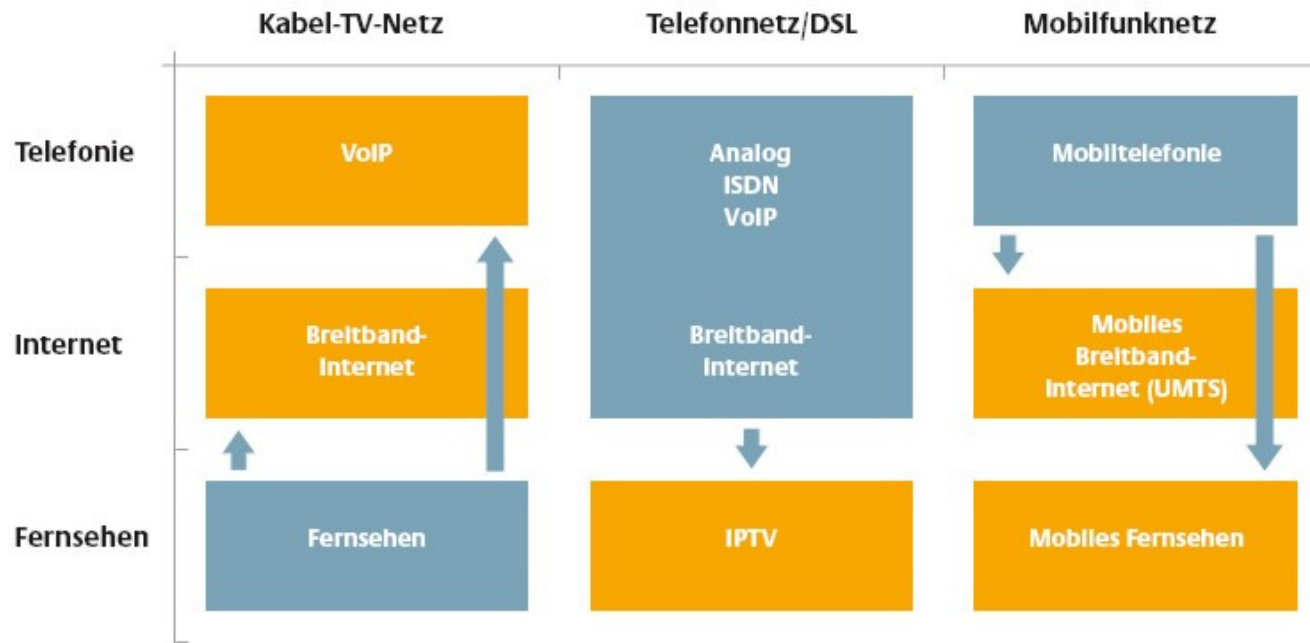 Kabel-TV-Netz
Telefonnetz/DSL
Mobilfunknetz
Telefonie
VoIP
Analog
ISDN
VoIP
Mobiltelefonie
Internet
Breitband-
Internet
Breitband-
Internet
Mobiles
Breitband-
Internet (UMTS)
Fernsehen
Fernsehen
IPTV
Mobiles Fernsehen